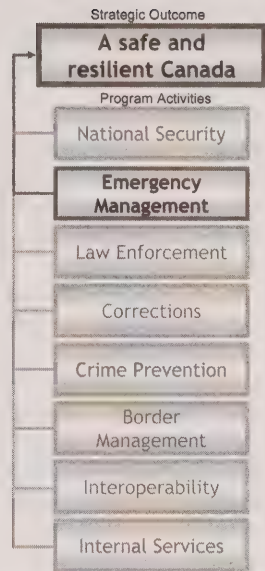 Strategic Outcome
A safe and
resilient Canada
Program Activities
National Security
Emergency
Management
Law Enforcement
Corrections
Crime Prevention
Border
Management
Interoperability
Internal Services